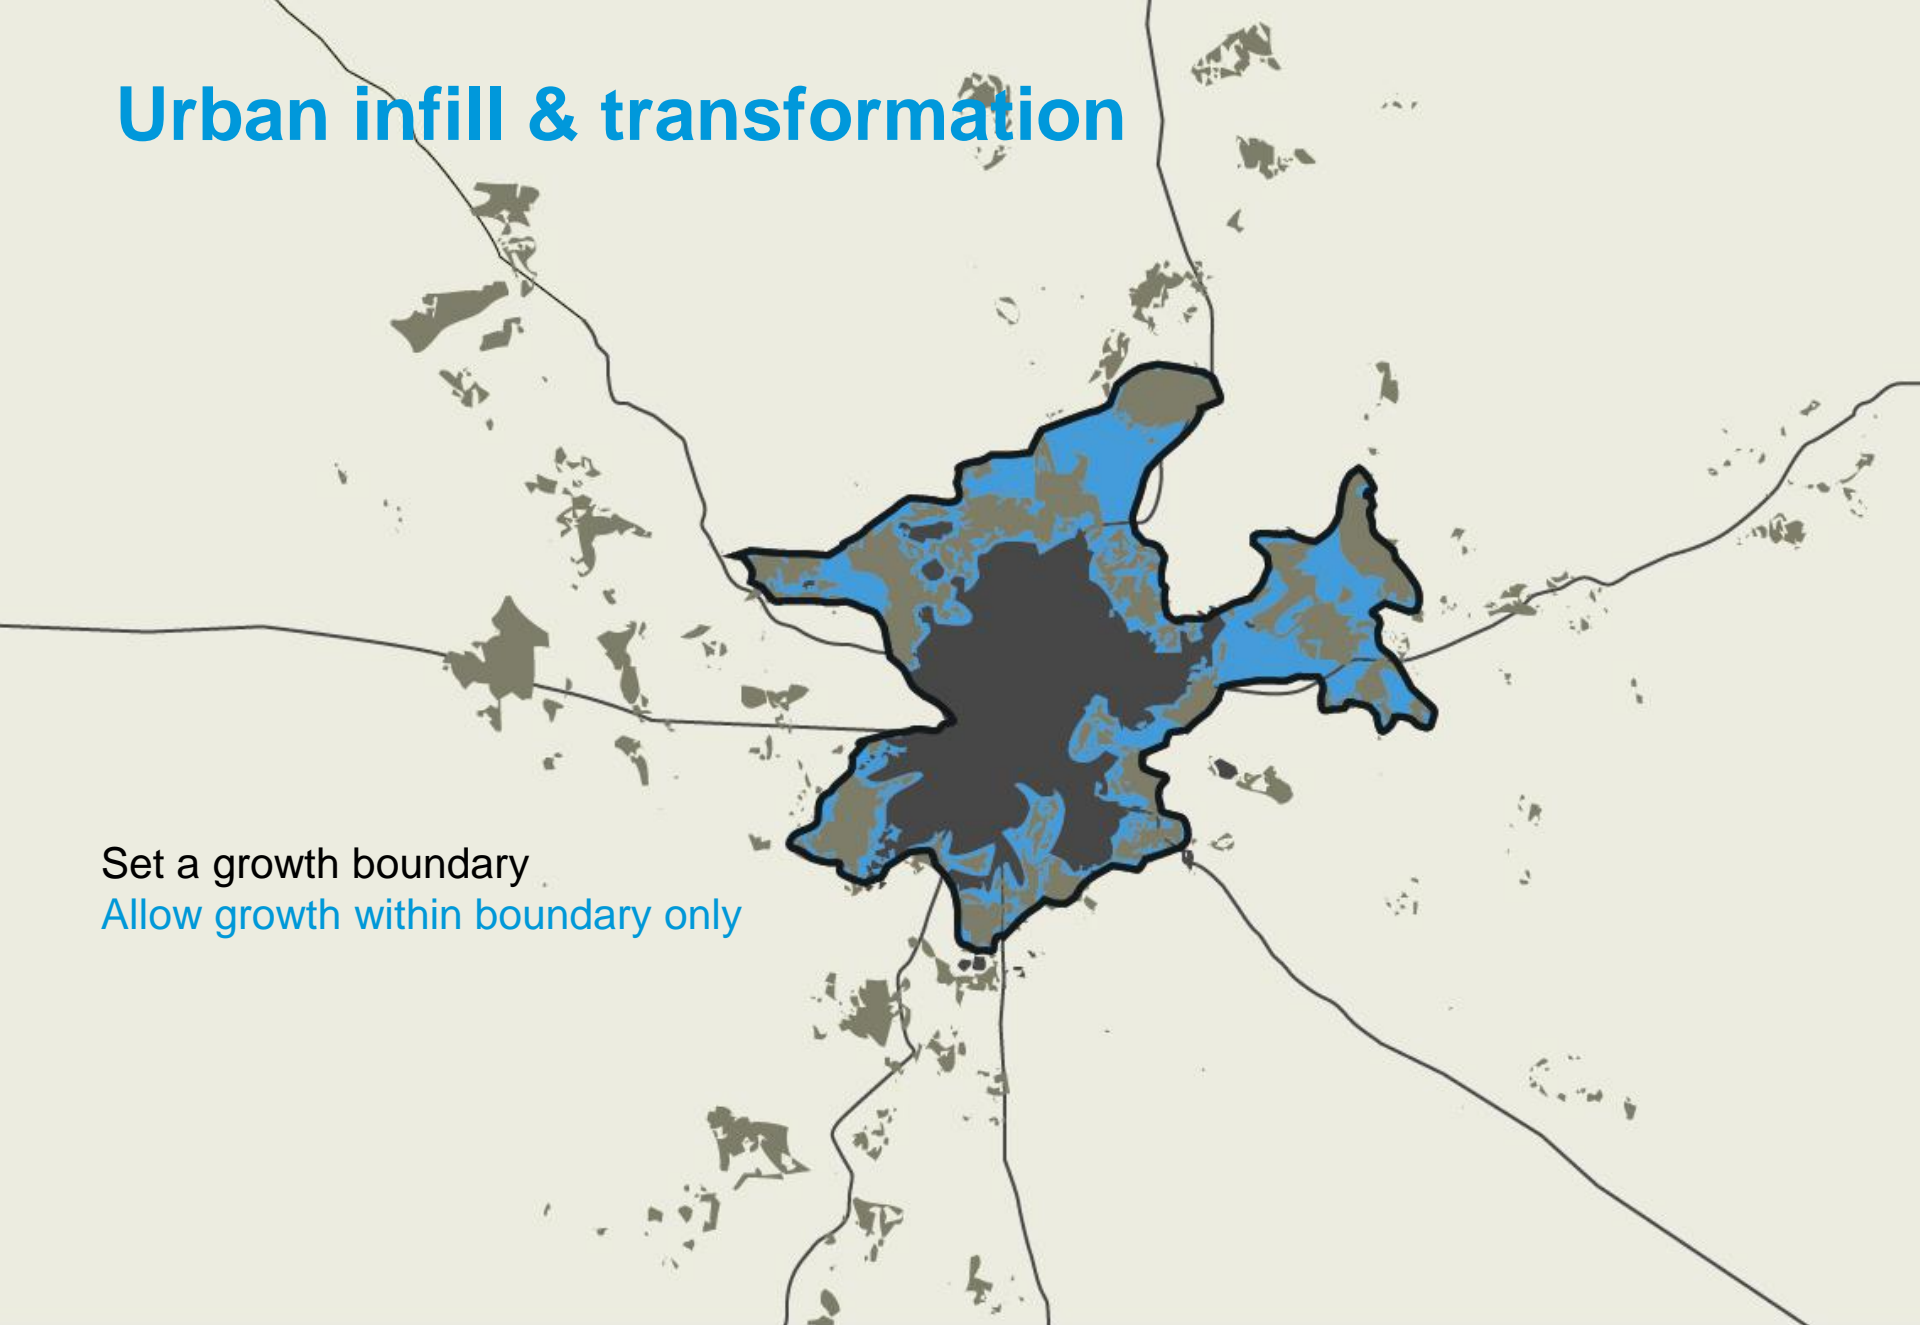 Urban infill & transformation
Set a growth boundary
Allow growth within boundary only